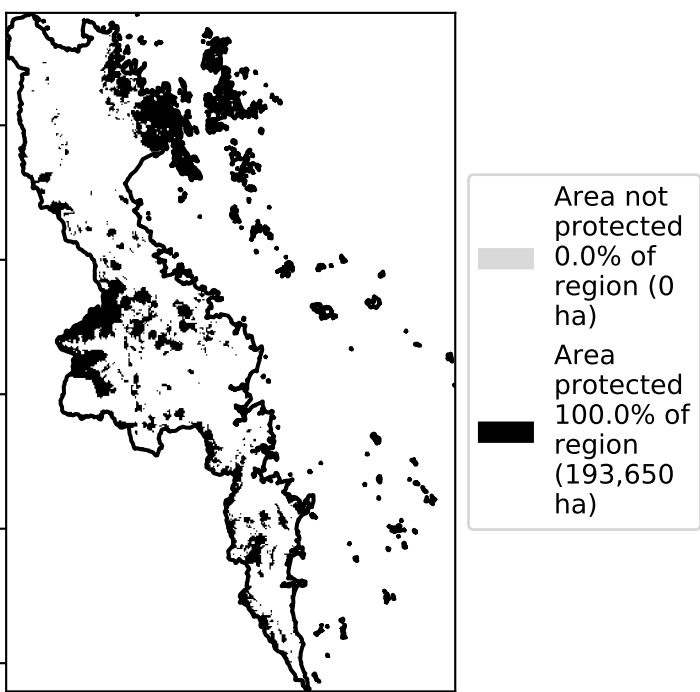 Area not
protected
0.0% of
region (0
ha)
Area
protected
100.0% of
region
(193,650
ha)